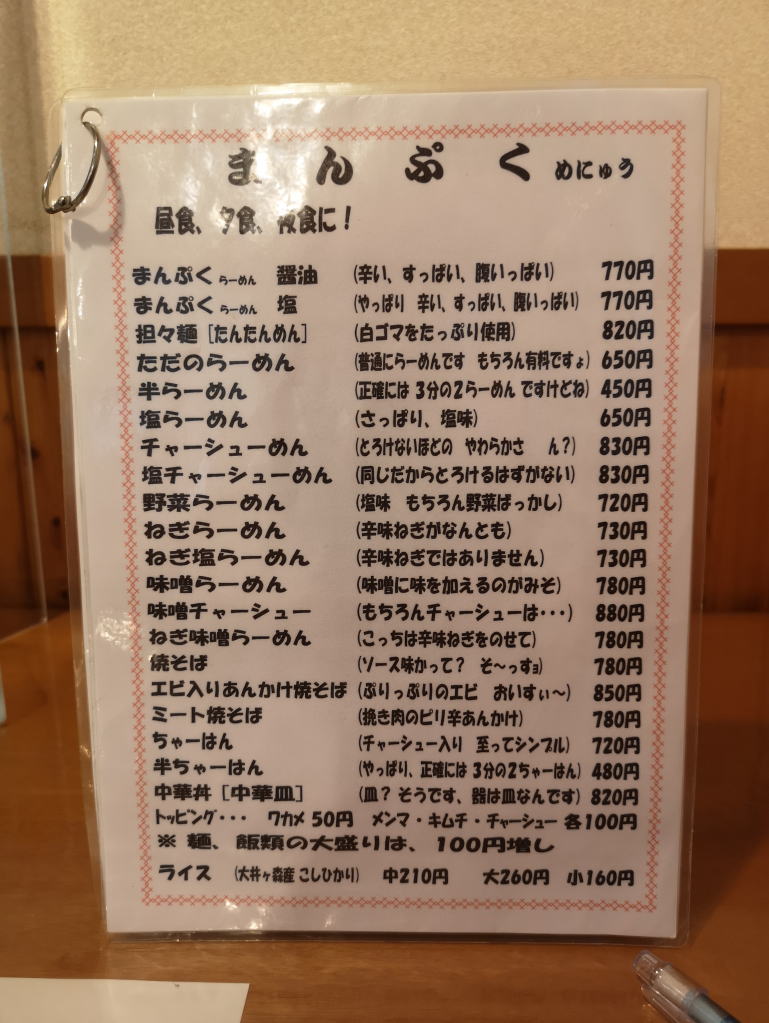 まんぷく めにゅう
昼食、夕食、夜食に！
まんぷくらーめん 醤油 (辛い、すっぱい、腹いっぱい) 770円
まんぷくらーめん 塩 (やっぱり 辛い、すっぱい、腹いっぱい) 770円
担々麺［たんたんめん］ (白ゴマをたっぷり使用) 820円
ただのらーめん (普通にらーめんです もちろん有料ですょ) 650円
半らーめん (正確には３分の２らーめん ですけどね) 450円
塩らーめん (さっぱり、塩味) 650円
チャーシューめん (とろけないほどの やわらかさ ん？) 830円
塩チャーシューめん (同じだからとろけるはずがない) 830円
野菜らーめん (塩味 もちろん野菜ばっかし) 720円
ねぎらーめん (辛味ねぎがなんとも) 730円
ねぎ塩らーめん (辛味ねぎではありません) 730円
味噌らーめん (味噌に味を加えるのがみそ) 780円
味噌チャーシュー (もちろんチャーシューは・・・) 880円
ねぎ味噌らーめん (こっちは辛味ねぎをのせて) 780円
焼そば (ソース味かって？ そ〜っすョ) 780円
エビ入りあんかけ焼そば (ぷりっぷりのエビ おいすぃ〜) 850円
ミート焼そば (挽き肉のピリ辛あんかけ) 780円
ちゃーはん (チャーシュー入り 至ってシンプル) 720円
半ちゃーはん (やっぱり、正確には３分の２ちゃーはん) 480円
中華丼［中華皿］ (皿？そうです、器は皿なんです) 820円
トッピング・・・ ワカメ 50円 メンマ・キムチ・チャーシュー 各100円
※ 麺、飯類の大盛りは、100円増し
ライス (大井ヶ森産 こしひかり) 中210円 大260円 小160円